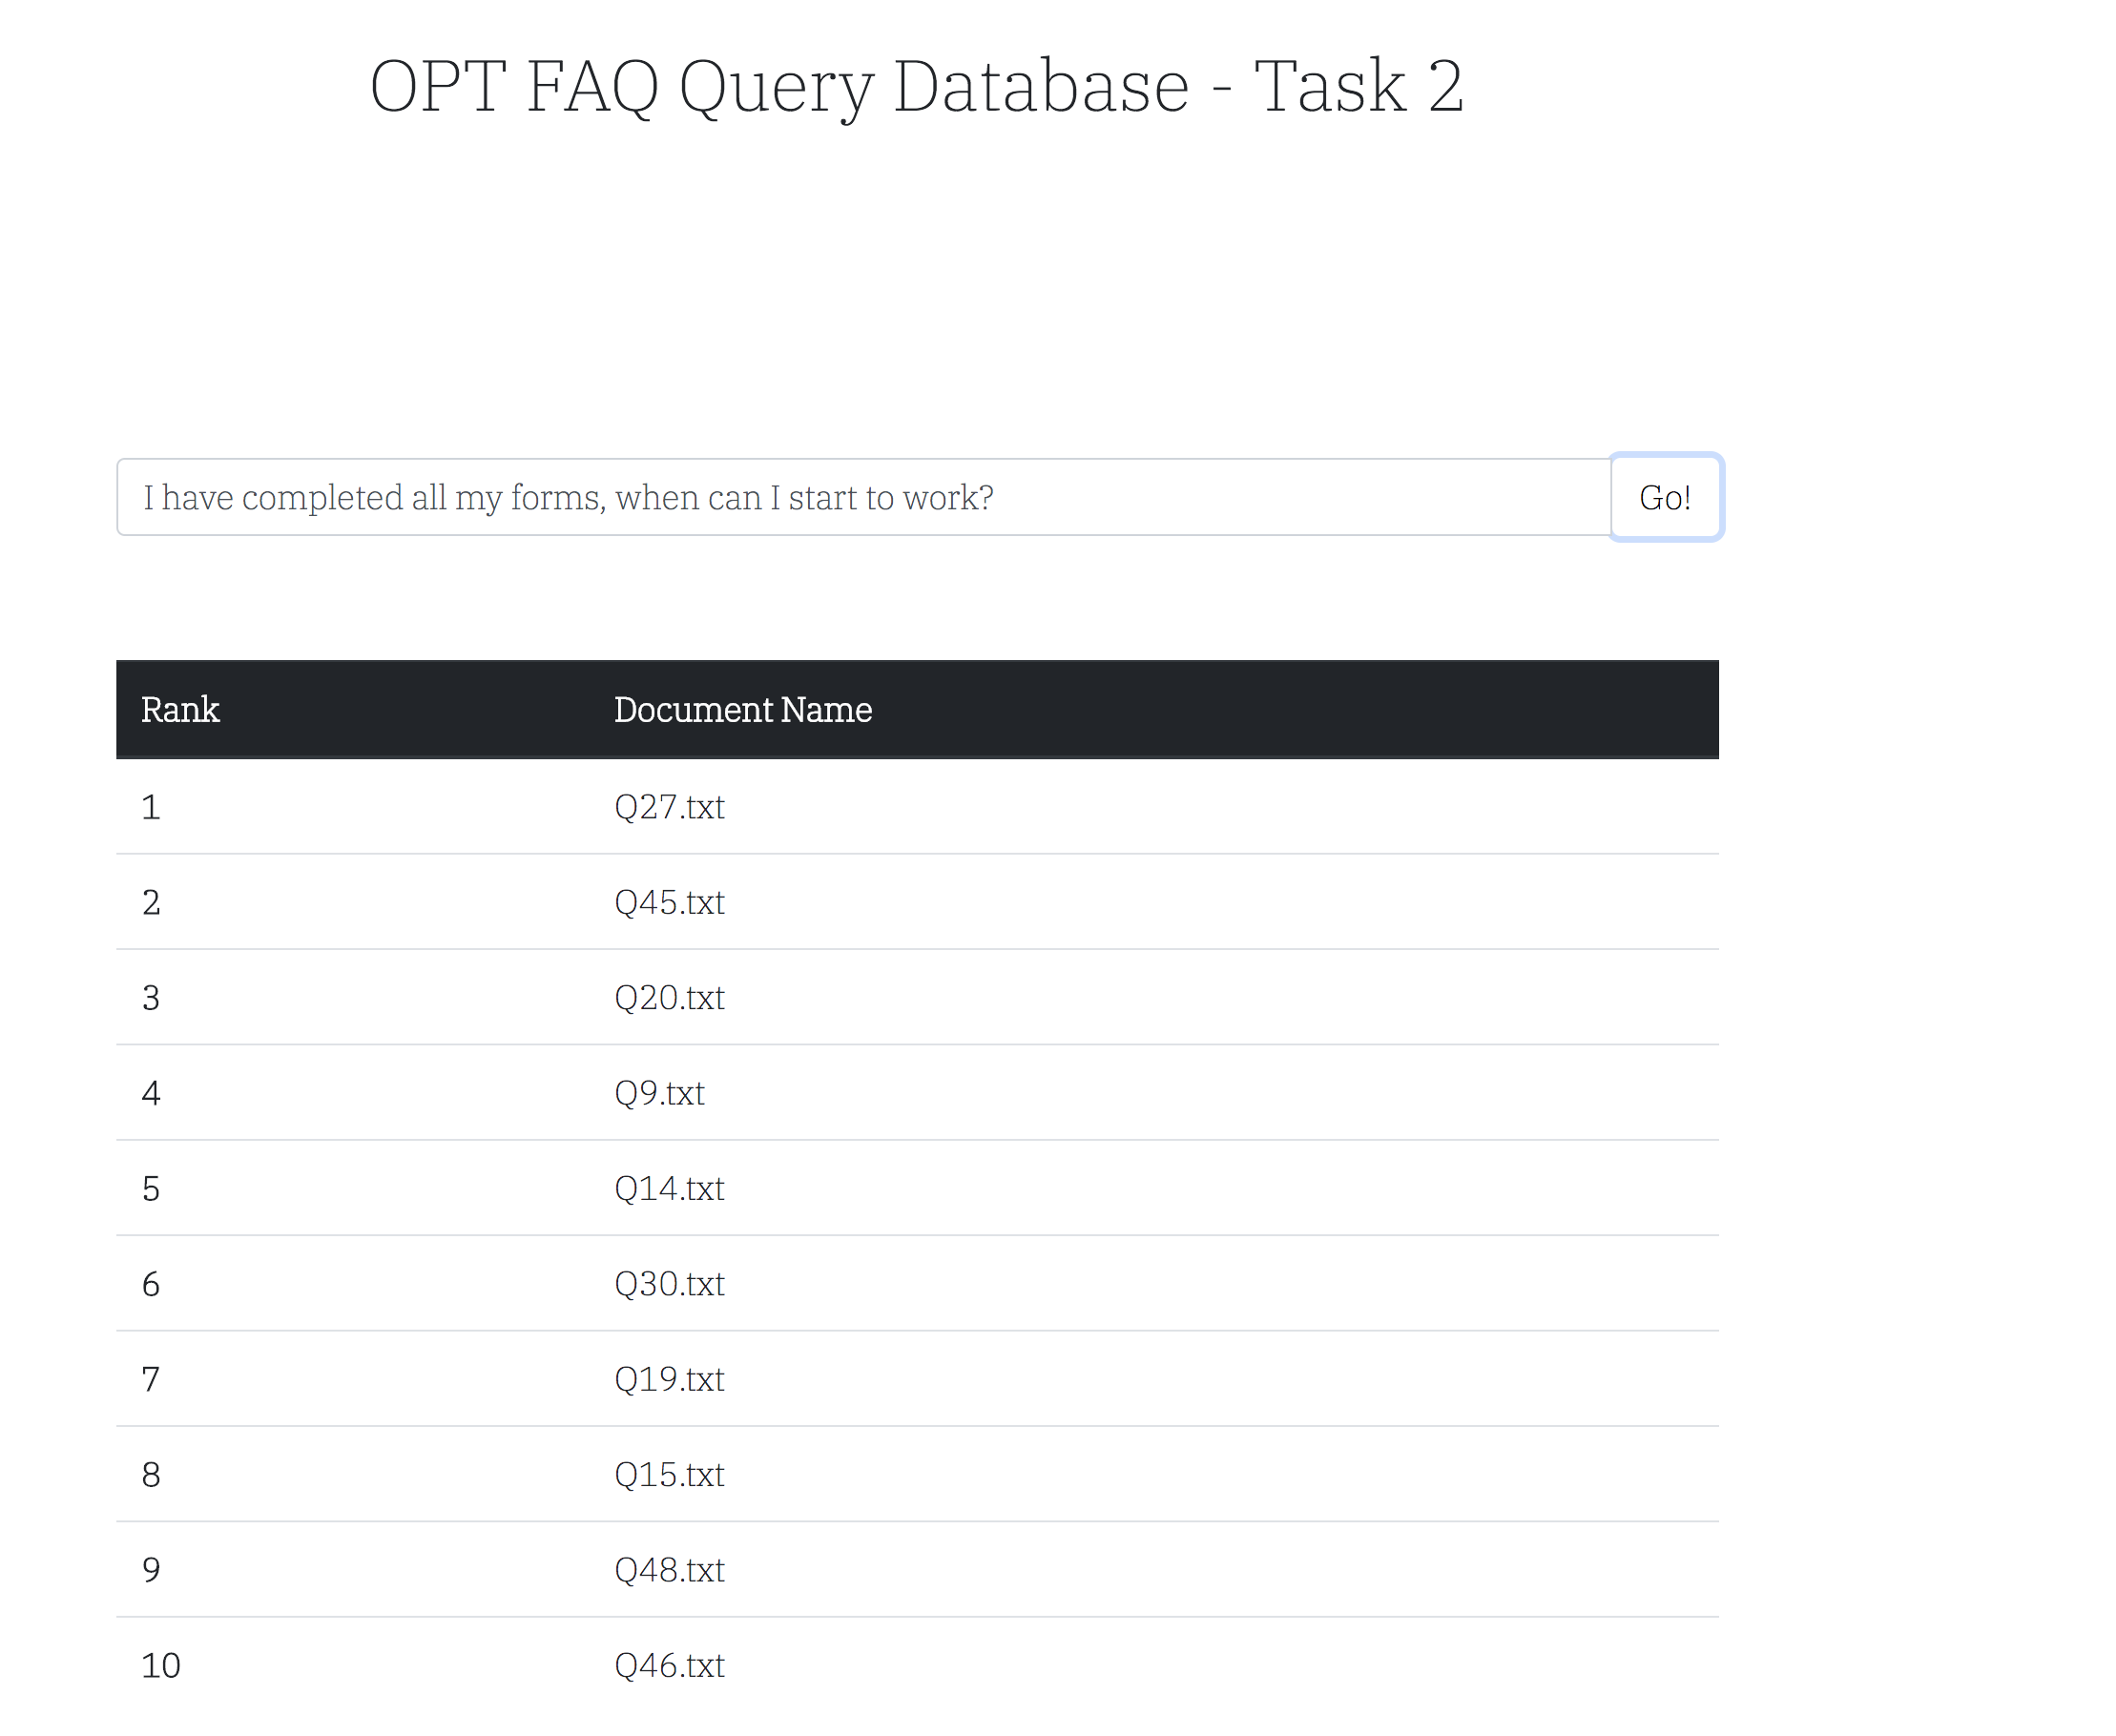 OPT FAQ Query Database - Task 2
I have completed all my forms, when can I start to work? Go!
Rank Document Name
1 Q27.txt
2 Q45.txt
3 Q20.txt
4 Q9.txt
5 Q14.txt
6 Q30.txt
7 Q19.txt
8 Q15.txt
9 Q48.txt
10 Q46.txt